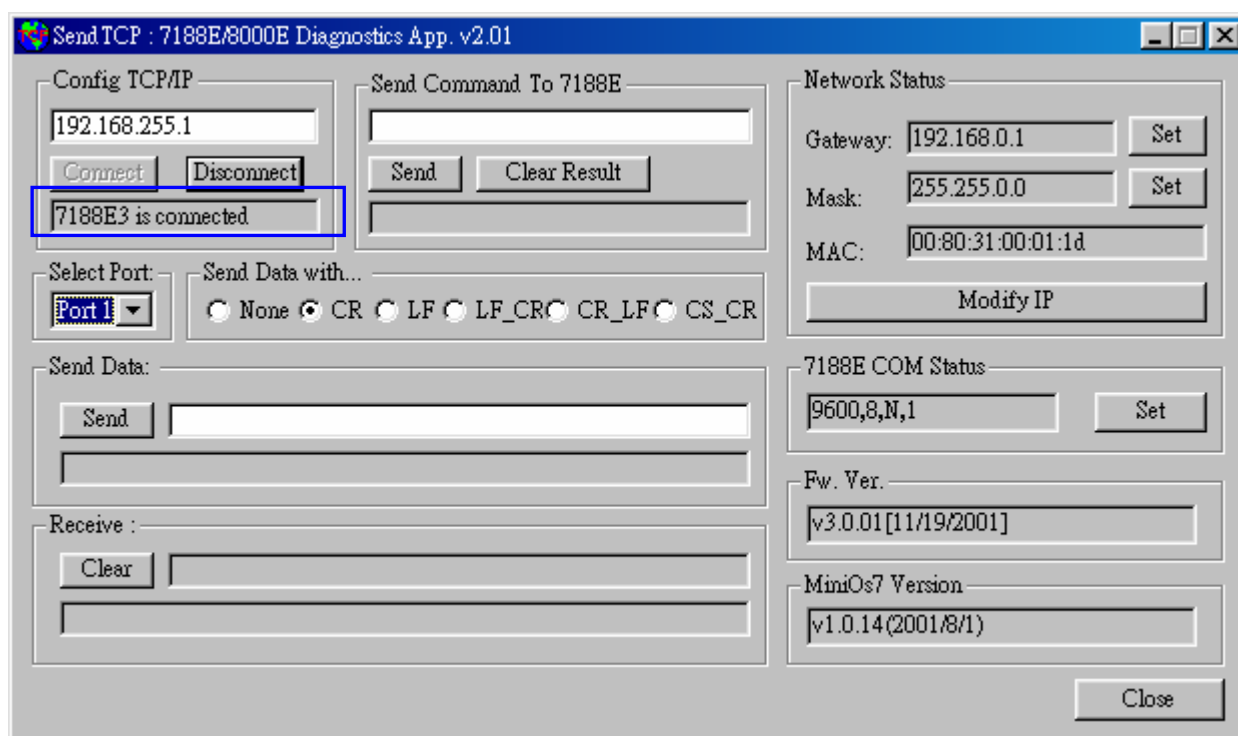 SendTCP : 7188E/8000E Diagnostics App. v2.01
Config TCP/IP
192.168.255.1
Connect Disconnect
7188E3 is connected
Send Command To 7188E
Send Clear Result
Network Status
Gateway: 192.168.0.1 Set
Mask: 255.255.0.0 Set
MAC: 00:80:31:00:01:1d
Modify IP
Select Port:
Port 1
Send Data with...
None CR LF LF_CR CR_LF CS_CR
7188E COM Status
9600,8,N,1 Set
Send Data:
Send
Fw. Ver.
v3.0.01[11/19/2001]
Receive :
Clear
MiniOs7 Version
v1.0.14(2001/8/1)
Close